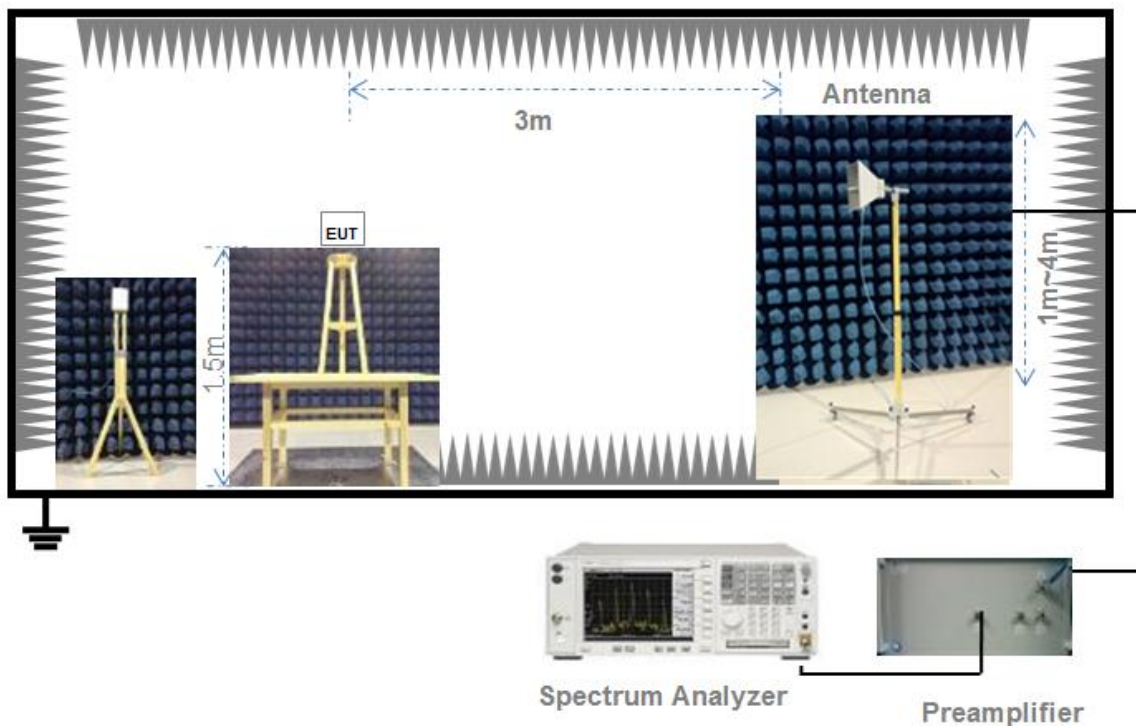 Antenna
3m
EUT
1.5m
1m~4m
Spectrum Analyzer
Preamplifier